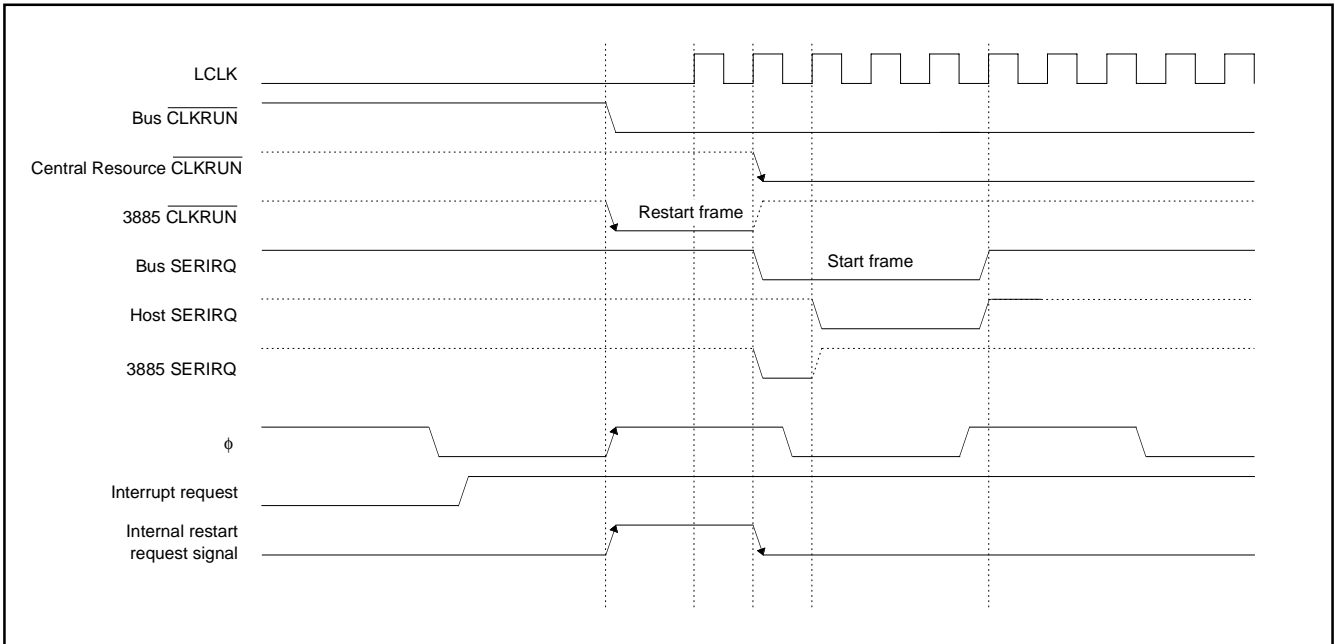 LCLK
Bus CLKRUN
Central Resource CLKRUN
3885 CLKRUN
Restart frame
Bus SERIRQ
Start frame
Host SERIRQ
3885 SERIRQ
ϕ
Interrupt request
Internal restart
request signal